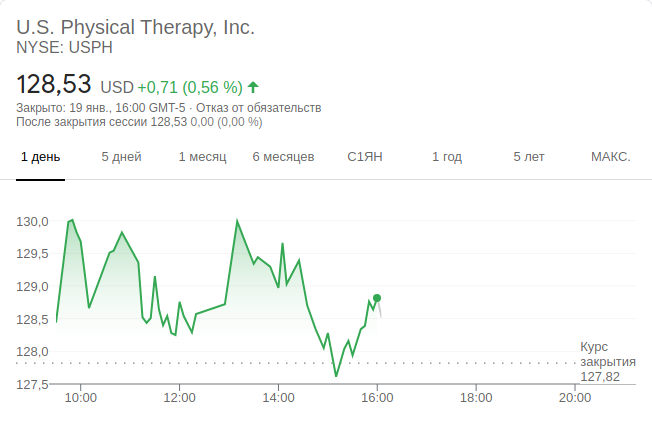 U.S. Physical Therapy, Inc.
NYSE: USPH
128,53 USD +0,71 (0,56 %)
Закрыто: 19 янв., 16:00 GMT-5 · Отказ от обязательств
После закрытия сессии 128,53 0,00 (0,00 %)
1 день 5 дней 1 месяц 6 месяцев С1ЯН 1 год 5 лет МАКС.
130,0
129,5
129,0
128,5
128,0
127,5
Курс
закрытия
127,82
10:00 12:00 14:00 16:00 18:00 20:00